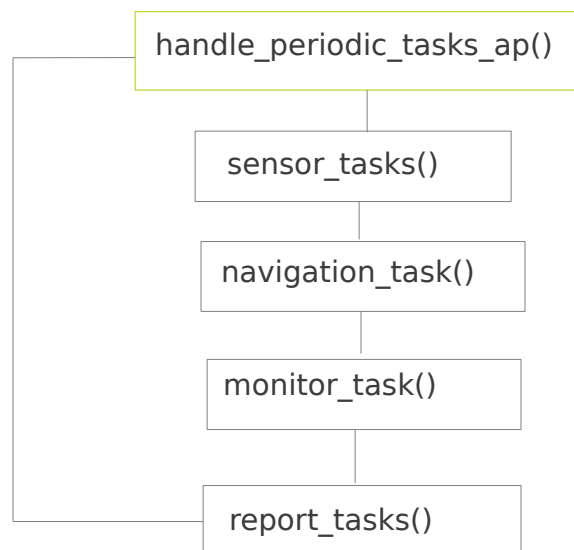 handle_periodic_tasks_ap()
sensor_tasks()
navigation_task()
monitor_task()
report_tasks()